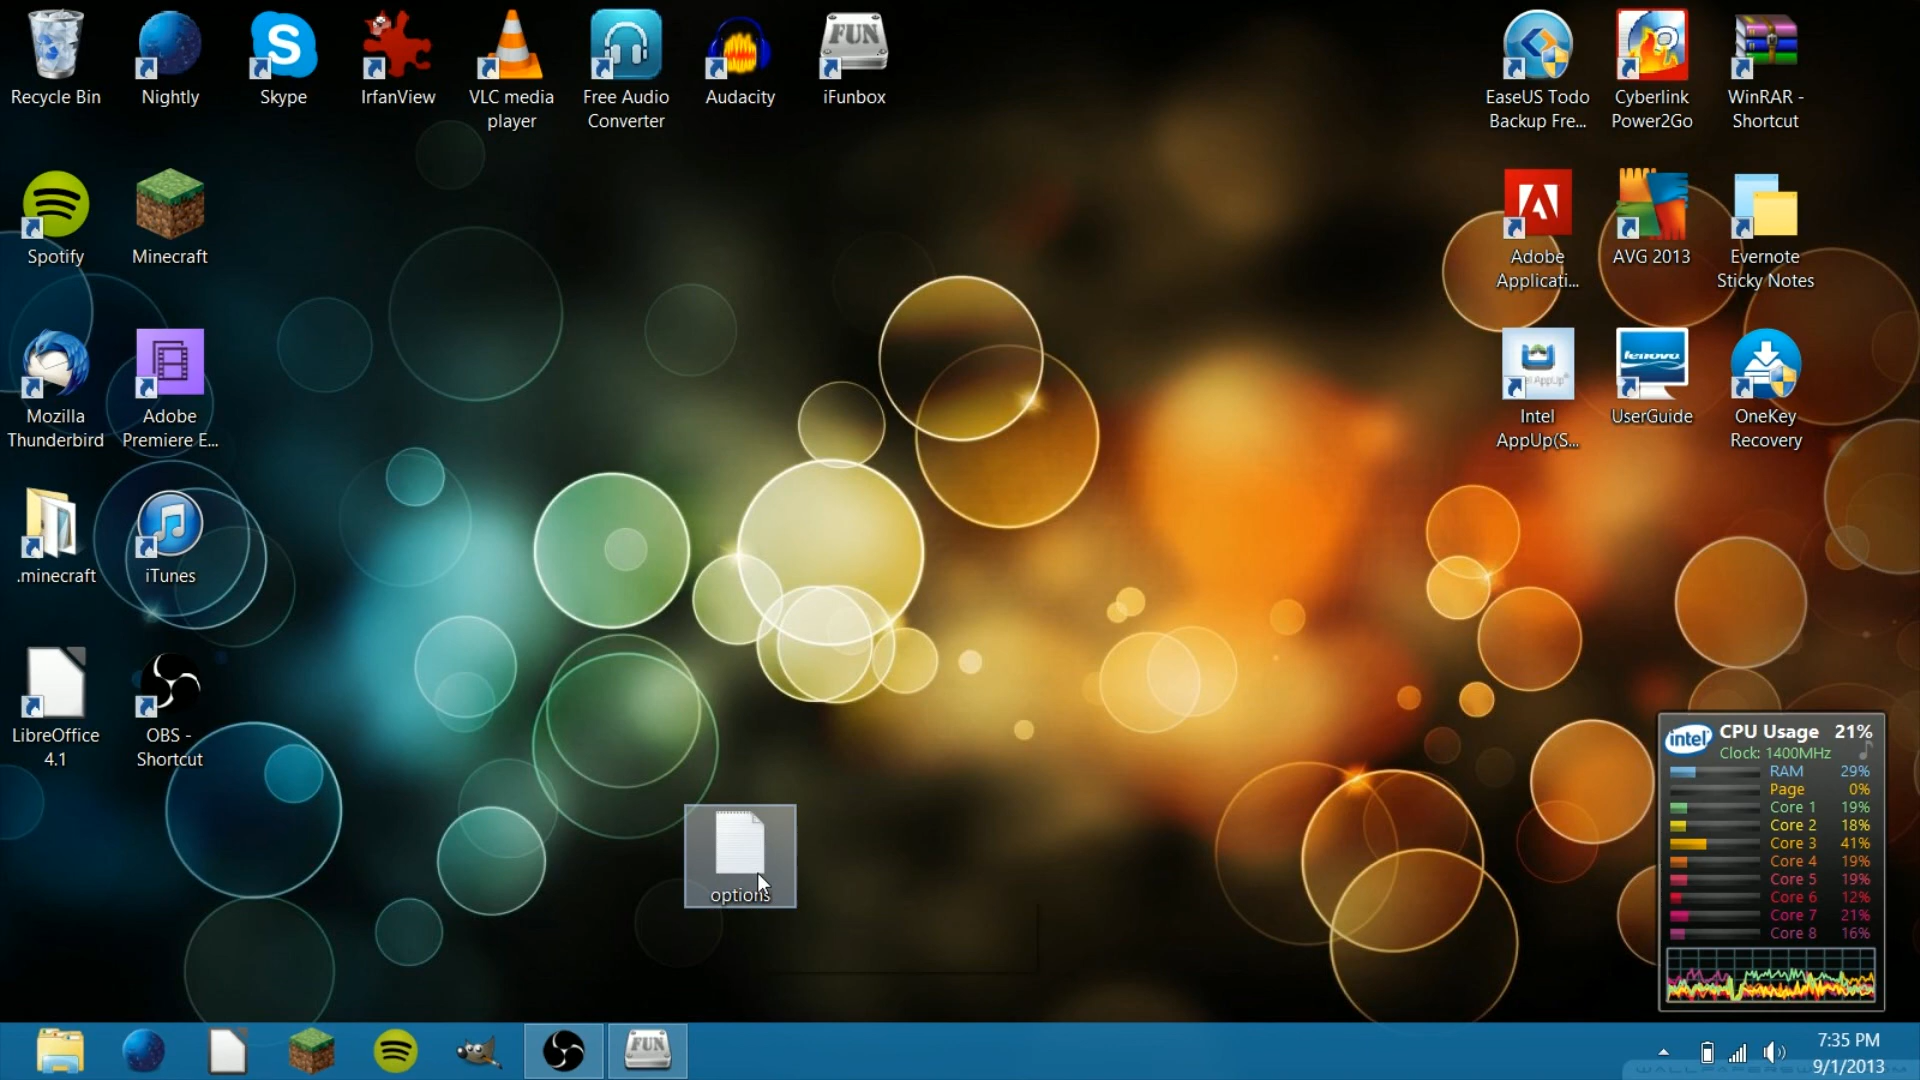 Recycle Bin
Nightly
S
Skype
IrfanView
VLC media
player
Free Audio
Converter
Audacity
FUN
iFunbox
EaseUS Todo
Backup Fre...
Cyberlink
Power2Go
WinRAR -
Shortcut
Spotify
Minecraft
Adobe
Applicati...
AVG 2013
Evernote
Sticky Notes
Mozilla
Thunderbird
Adobe
Premiere E...
Intel
AppUp(S...
lenovo
UserGuide
OneKey
Recovery
.minecraft
iTunes
LibreOffice
4.1
OBS -
Shortcut
options
intel
CPU Usage 21%
Clock: 1400MHz
RAM 29%
Page 0%
Core 1 19%
Core 2 18%
Core 3 41%
Core 4 19%
Core 5 19%
Core 6 12%
Core 7 21%
Core 8 16%
FUN
7:35 PM
9/1/2013